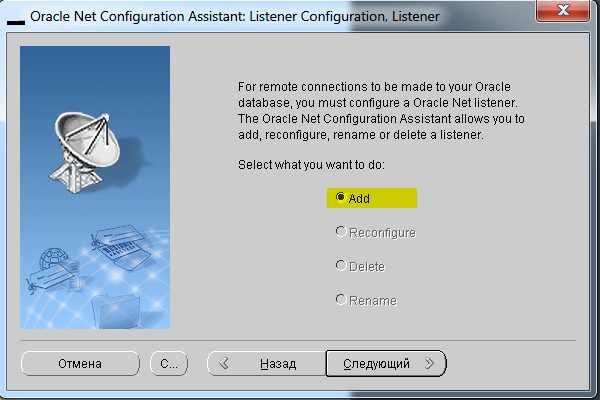 Oracle Net Configuration Assistant: Listener Configuration, Listener
For remote connections to be made to your Oracle
database, you must configure a Oracle Net listener.
The Oracle Net Configuration Assistant allows you to
add, reconfigure, rename or delete a listener.
Select what you want to do:
Add
Reconfigure
Delete
Rename
Отмена
С...
Назад
Следующий